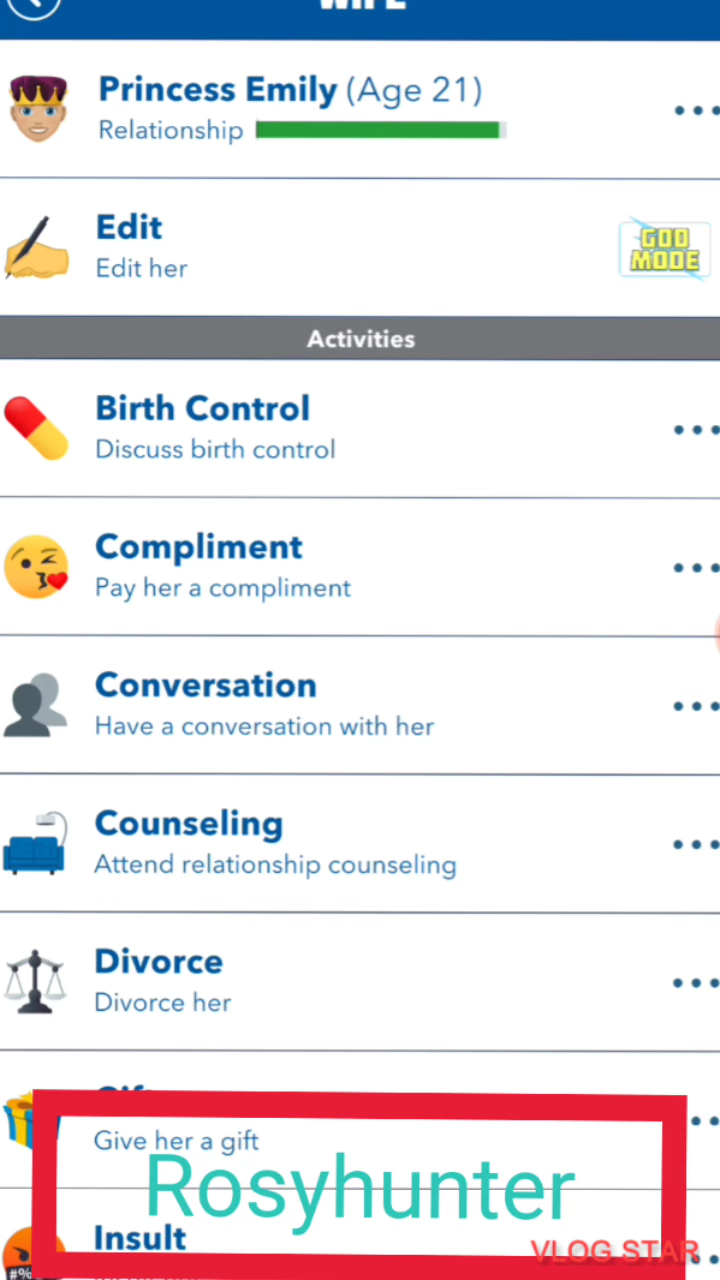 WIFE
Princess Emily (Age 21)
Relationship
Edit
Edit her
GOD
MODE
Activities
Birth Control
Discuss birth control
Compliment
Pay her a compliment
Conversation
Have a conversation with her
Counseling
Attend relationship counseling
Divorce
Divorce her
Gift
Give her a gift
Rosyhunter
Insult
VLOG STAR
#%